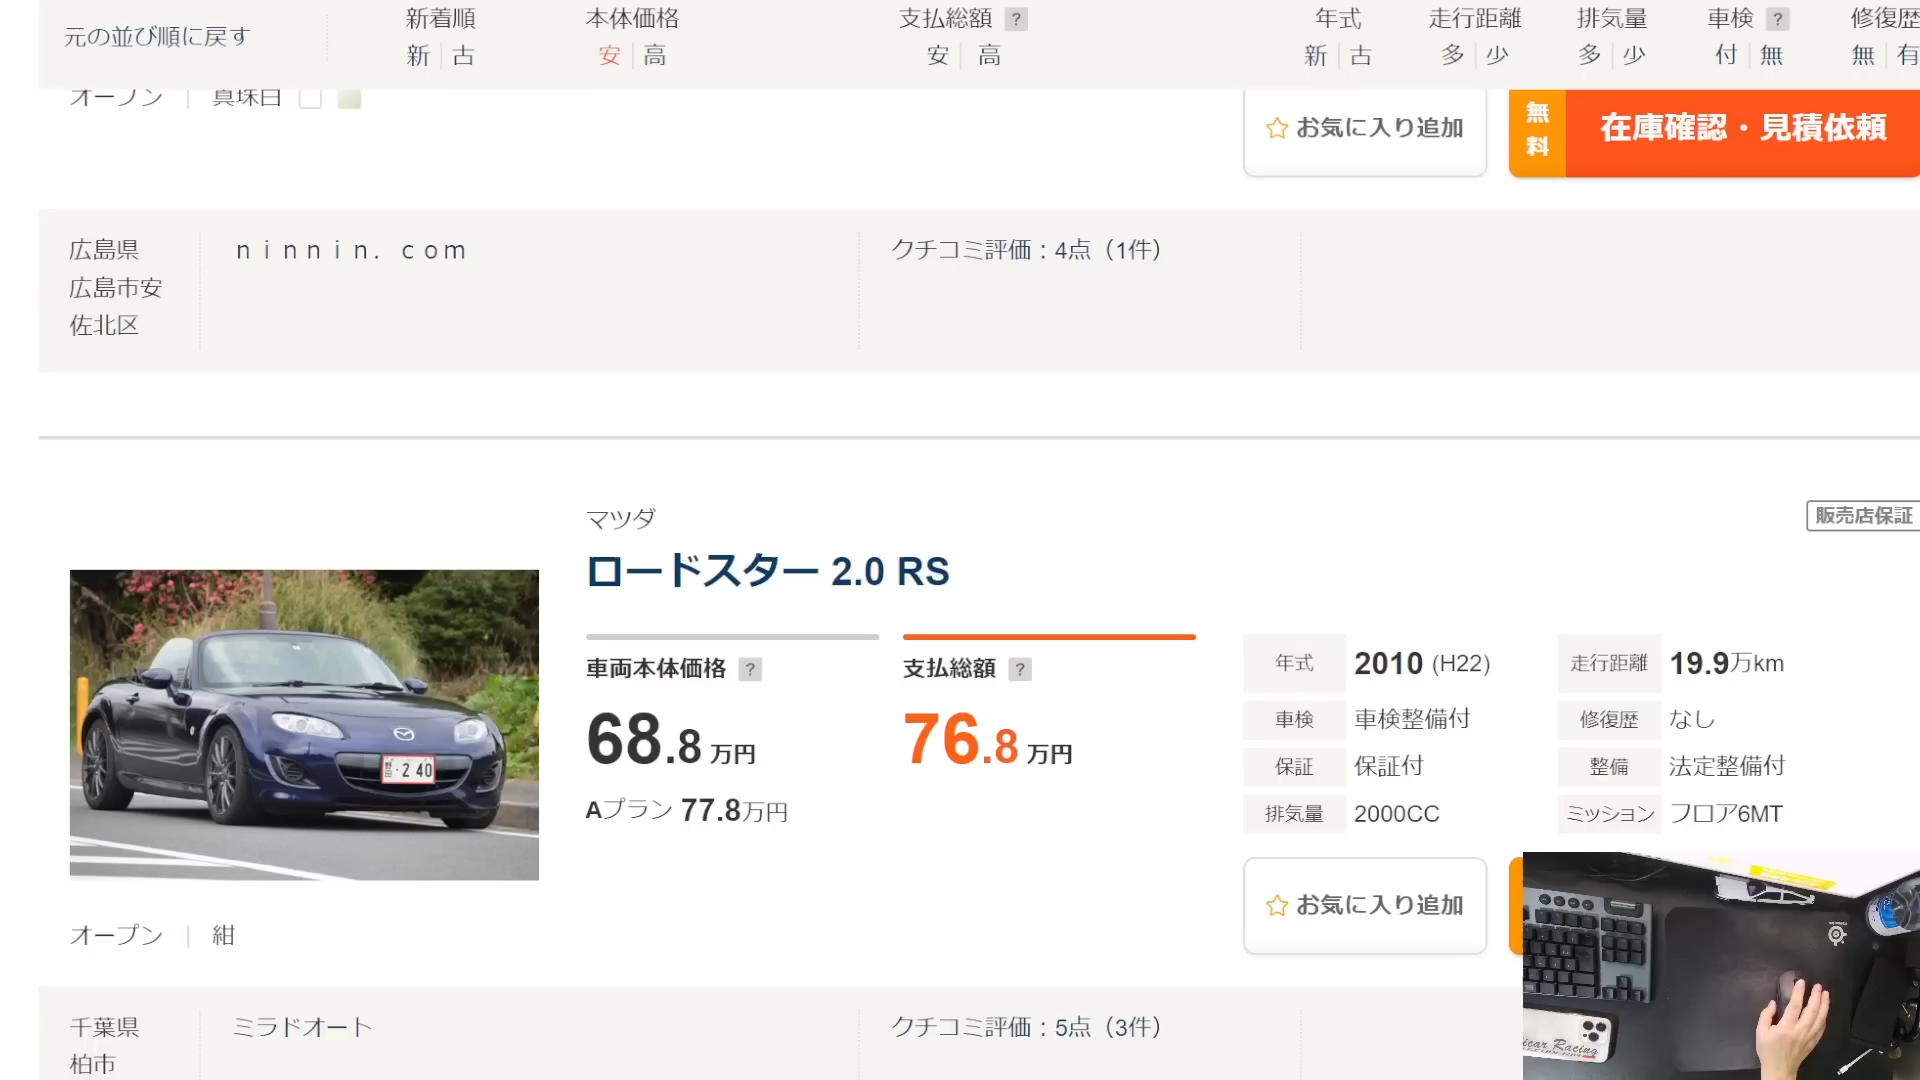 元の並び順に戻す
新着順
新 古
本体価格
安 高
支払総額 ?
安 高
年式
新 古
走行距離
多 少
排気量
多 少
車検 ?
付 無
修復歴
無 有
オープン 真珠白
お気に入り追加
無料
在庫確認・見積依頼
広島県
広島市安
佐北区
ｎｉｎｎｉｎ．ｃｏｍ
クチコミ評価：4点（1件）
マツダ
販売店保証
ロードスター 2.0 RS
車両本体価格 ?
68.8万円
Aプラン 77.8万円
支払総額 ?
76.8万円
年式 2010 (H22)
走行距離 19.9万km
車検 車検整備付
修復歴 なし
保証 保証付
整備 法定整備付
排気量 2000CC
ミッション フロア6MT
・2 40
お気に入り追加
オープン 紺
千葉県
柏市
ミラドオート
クチコミ評価：5点（3件）